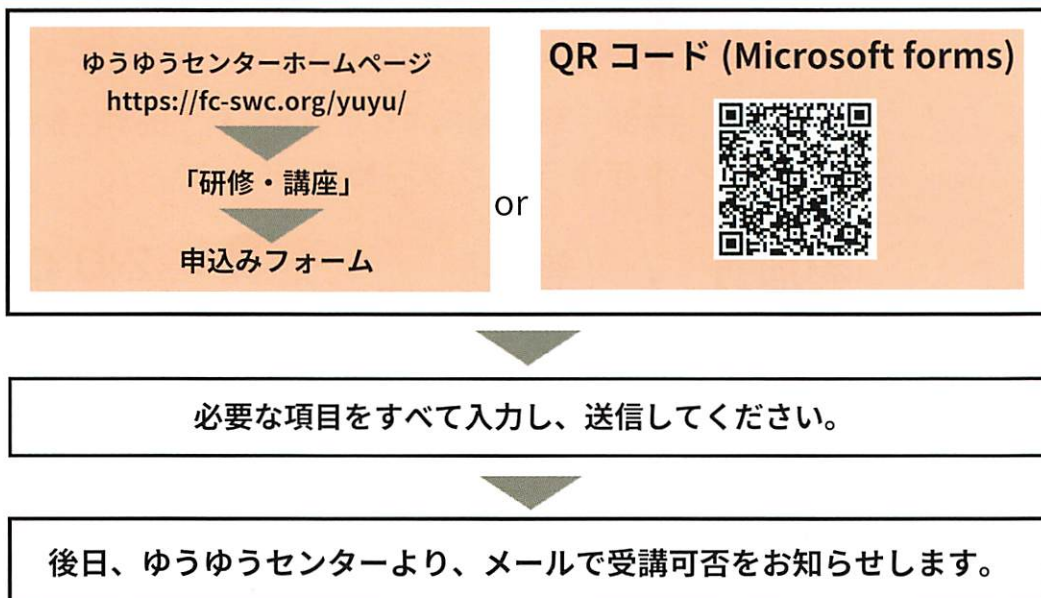 ゆうゆうセンターホームページ
https://fc-swc.org/yuyu/
「研修・講座」
申込みフォーム
or
QR コード (Microsoft forms)
必要な項目をすべて入力し、送信してください。
後日、ゆうゆうセンターより、メールで受講可否をお知らせします。